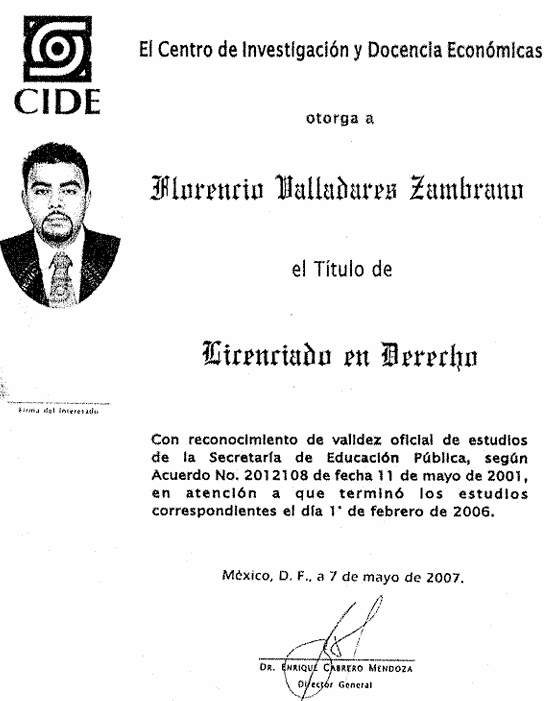 CIDE
El Centro de Investigación y Docencia Económicas
otorga a
Florencio Valladares Zambrano
el Título de
Licenciado en Derecho
Firma del Interesado
Con reconocimiento de validez oficial de estudios
de la Secretaría de Educación Pública, según
Acuerdo No. 2012108 de fecha 11 de mayo de 2001,
en atención a que terminó los estudios
correspondientes el día 1° de febrero de 2006.
México, D. F., a 7 de mayo de 2007.
DR. ENRIQUE CABRERO MENDOZA
Director General